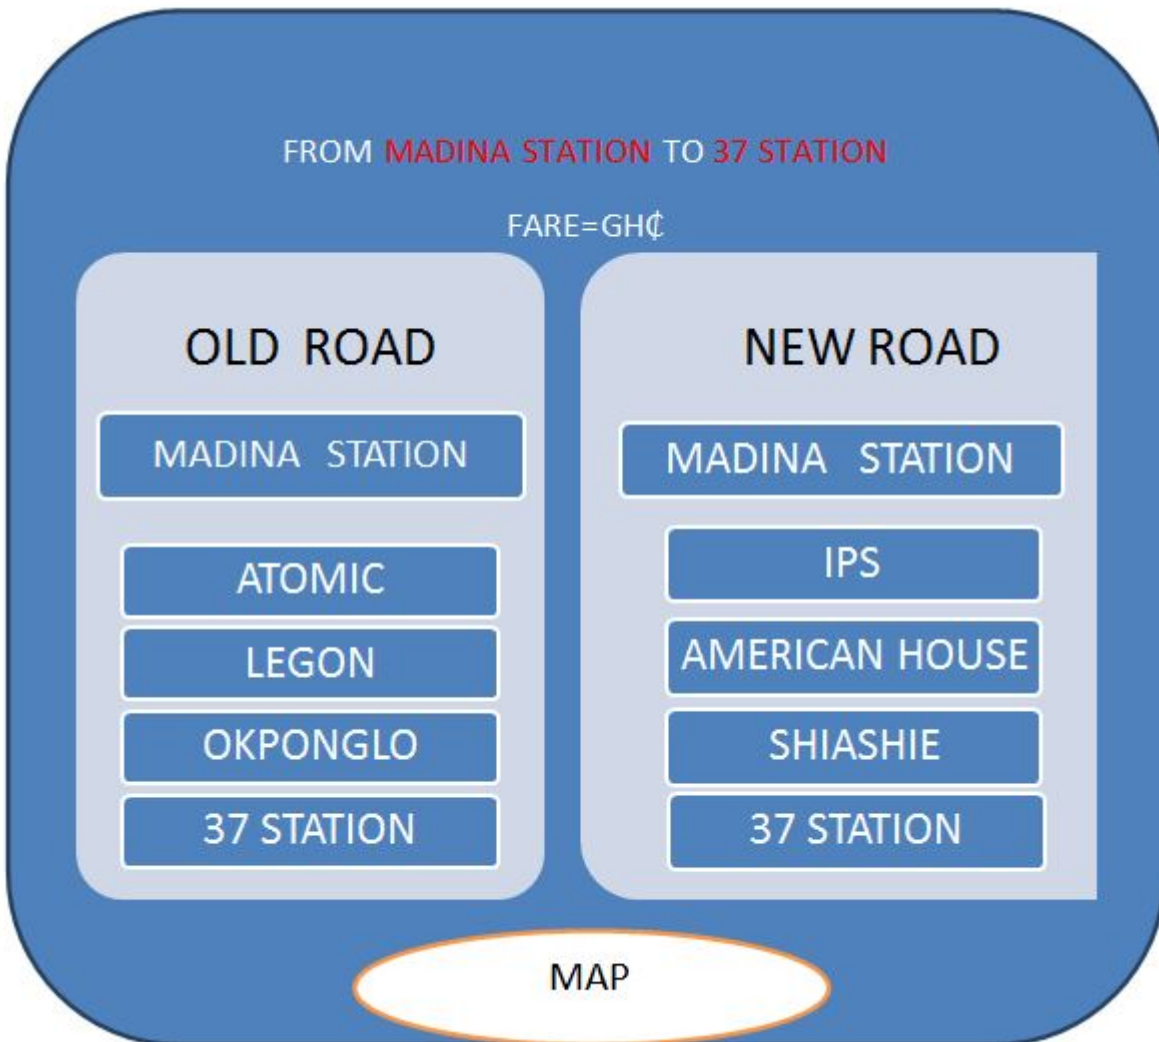 FROM MADINA STATION TO 37 STATION
FARE=GH₵
OLD ROAD
MADINA STATION
ATOMIC
LEGON
OKPONGLO
37 STATION
NEW ROAD
MADINA STATION
IPS
AMERICAN HOUSE
SHIASHIE
37 STATION
MAP